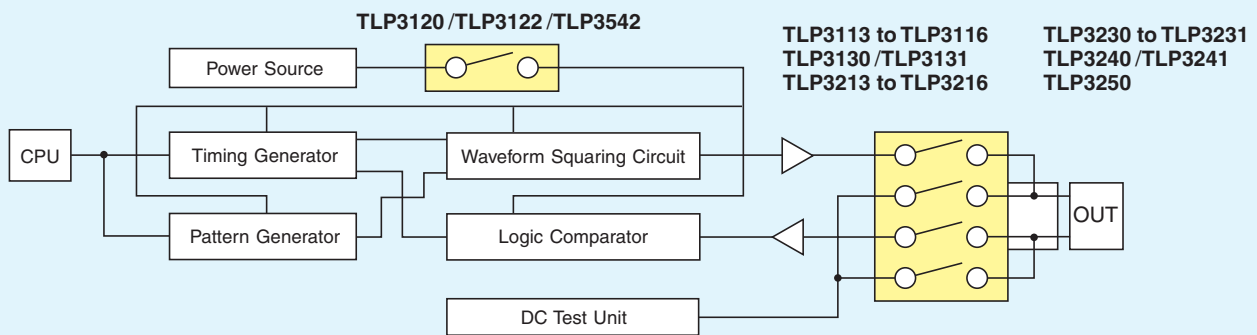 TLP3120 /TLP3122 /TLP3542
TLP3113 to TLP3116
TLP3130 /TLP3131
TLP3213 to TLP3216
TLP3230 to TLP3231
TLP3240 /TLP3241
TLP3250
Power Source
CPU
Timing Generator
Waveform Squaring Circuit
Pattern Generator
Logic Comparator
OUT
DC Test Unit